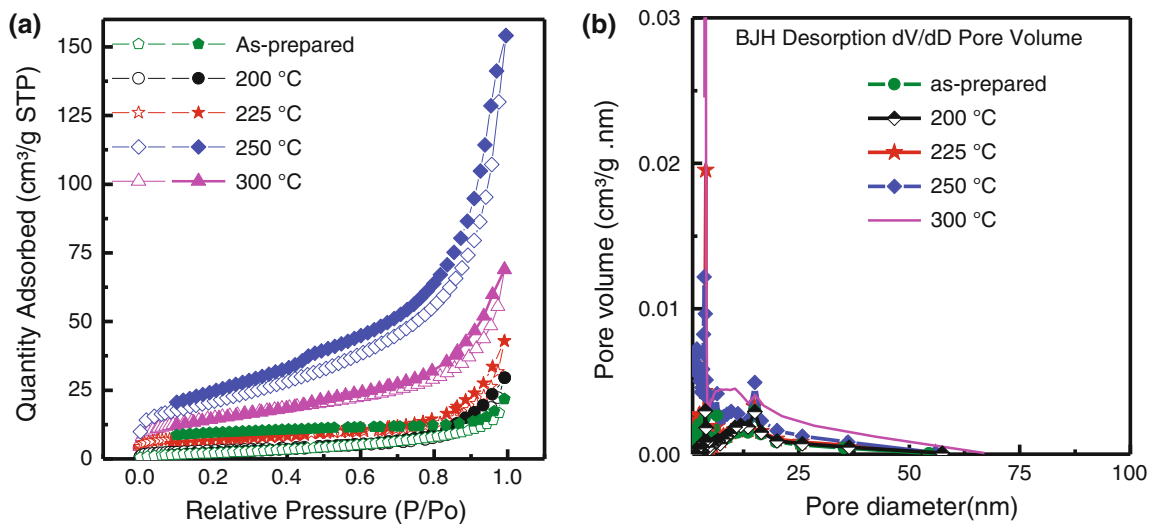 (a)
As-prepared
200 °C
225 °C
250 °C
300 °C
150
125
100
75
50
25
0
Quantity Adsorbed (cm³/g STP)
0.0 0.2 0.4 0.6 0.8 1.0
Relative Pressure (P/Po)
(b)
BJH Desorption dV/dD Pore Volume
as-prepared
200 °C
225 °C
250 °C
300 °C
0.03
0.02
0.01
0.00
Pore volume (cm³/g .nm)
25 50 75 100
Pore diameter(nm)